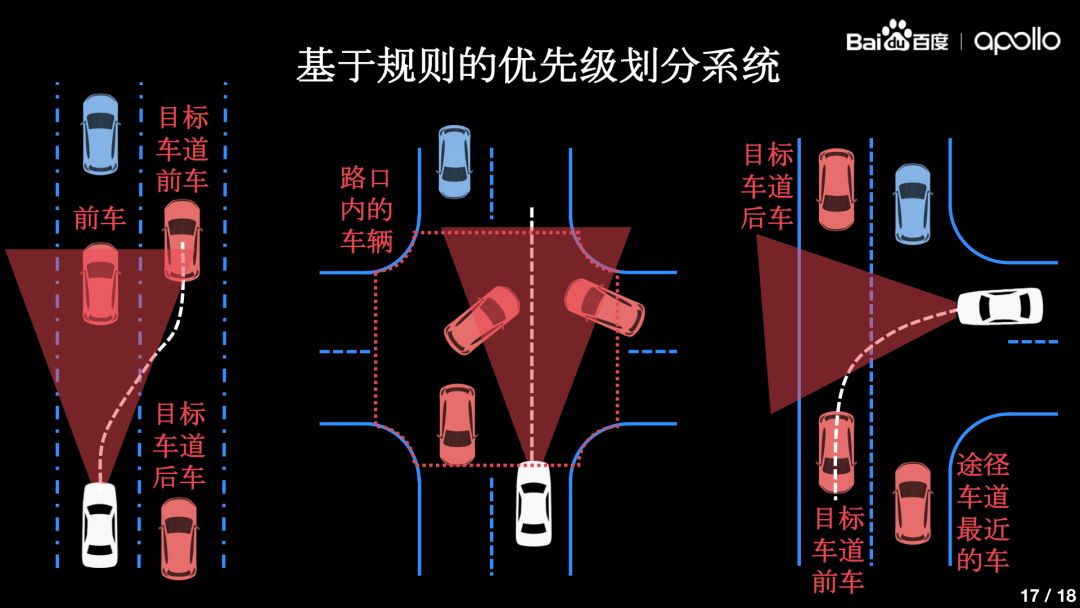 Bai du 百度 | apollo
基于规则的优先级划分系统
目标
车道
前车
前车
目标
车道
后车
路口
内的
车辆
目标
车道
后车
目标
车道
前车
途径
车道
最近
的车
17 / 18